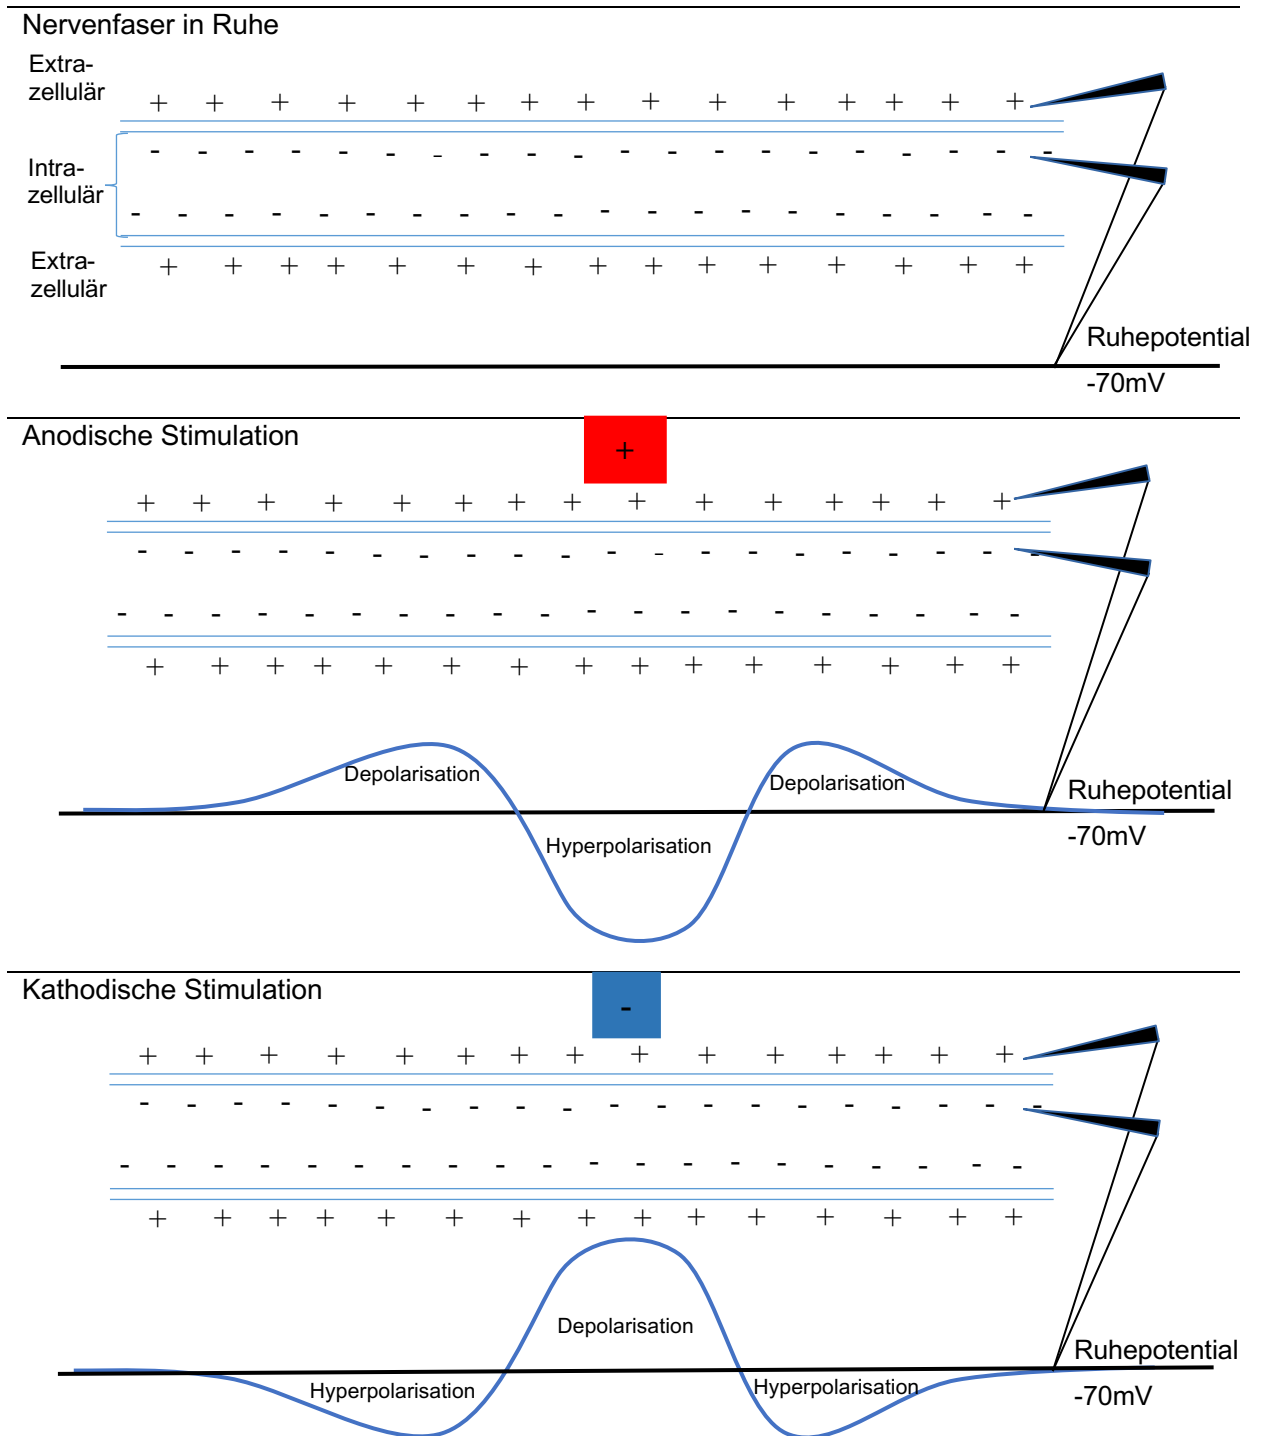 Nervenfaser in Ruhe
Extra-
zellulär
+ + + + + + + + + + + + + + +
- - - - - - - - - - - - - - - - - - - -
Intra-
zellulär
- - - - - - - - - - - - - - - - - - - -
Extra-
zellulär
+ + + + + + + + + + + + + + +
Ruhepotential
-70mV
Anodische Stimulation
+
+ + + + + + + + + + + + + + +
- - - - - - - - - - - - - - - - - - - -
- - - - - - - - - - - - - - - - - - - -
+ + + + + + + + + + + + + + +
Depolarisation
Depolarisation
Ruhepotential
Hyperpolarisation
-70mV
Kathodische Stimulation
-
+ + + + + + + + + + + + + + +
- - - - - - - - - - - - - - - - - - - -
- - - - - - - - - - - - - - - - - - - -
+ + + + + + + + + + + + + + +
Depolarisation
Ruhepotential
Hyperpolarisation
Hyperpolarisation
-70mV